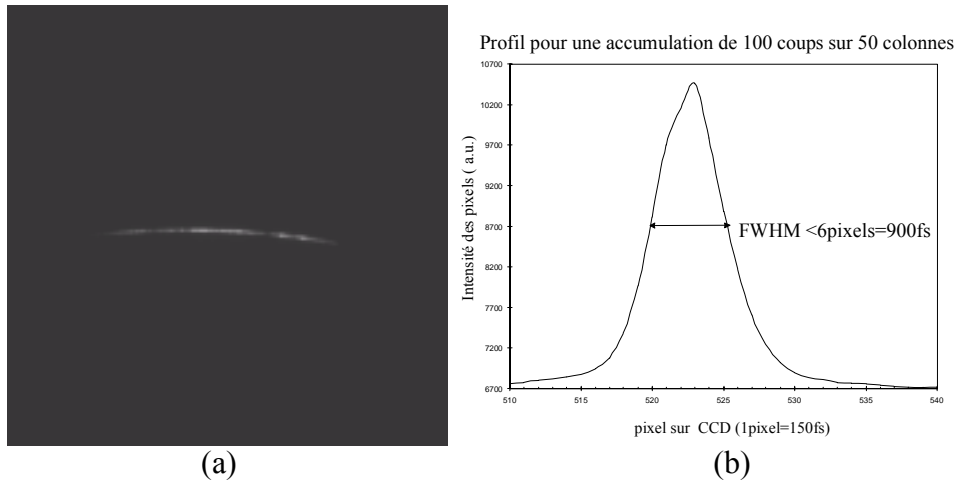 Profil pour une accumulation de 100 coups sur 50 colonnes
Intensité des pixels ( a.u.)
10700
10200
9700
9200
8700
8200
7700
7200
6700
FWHM <6pixels=900fs
510 515 520 525 530 535 540
pixel sur CCD (1pixel=150fs)
(a) (b)